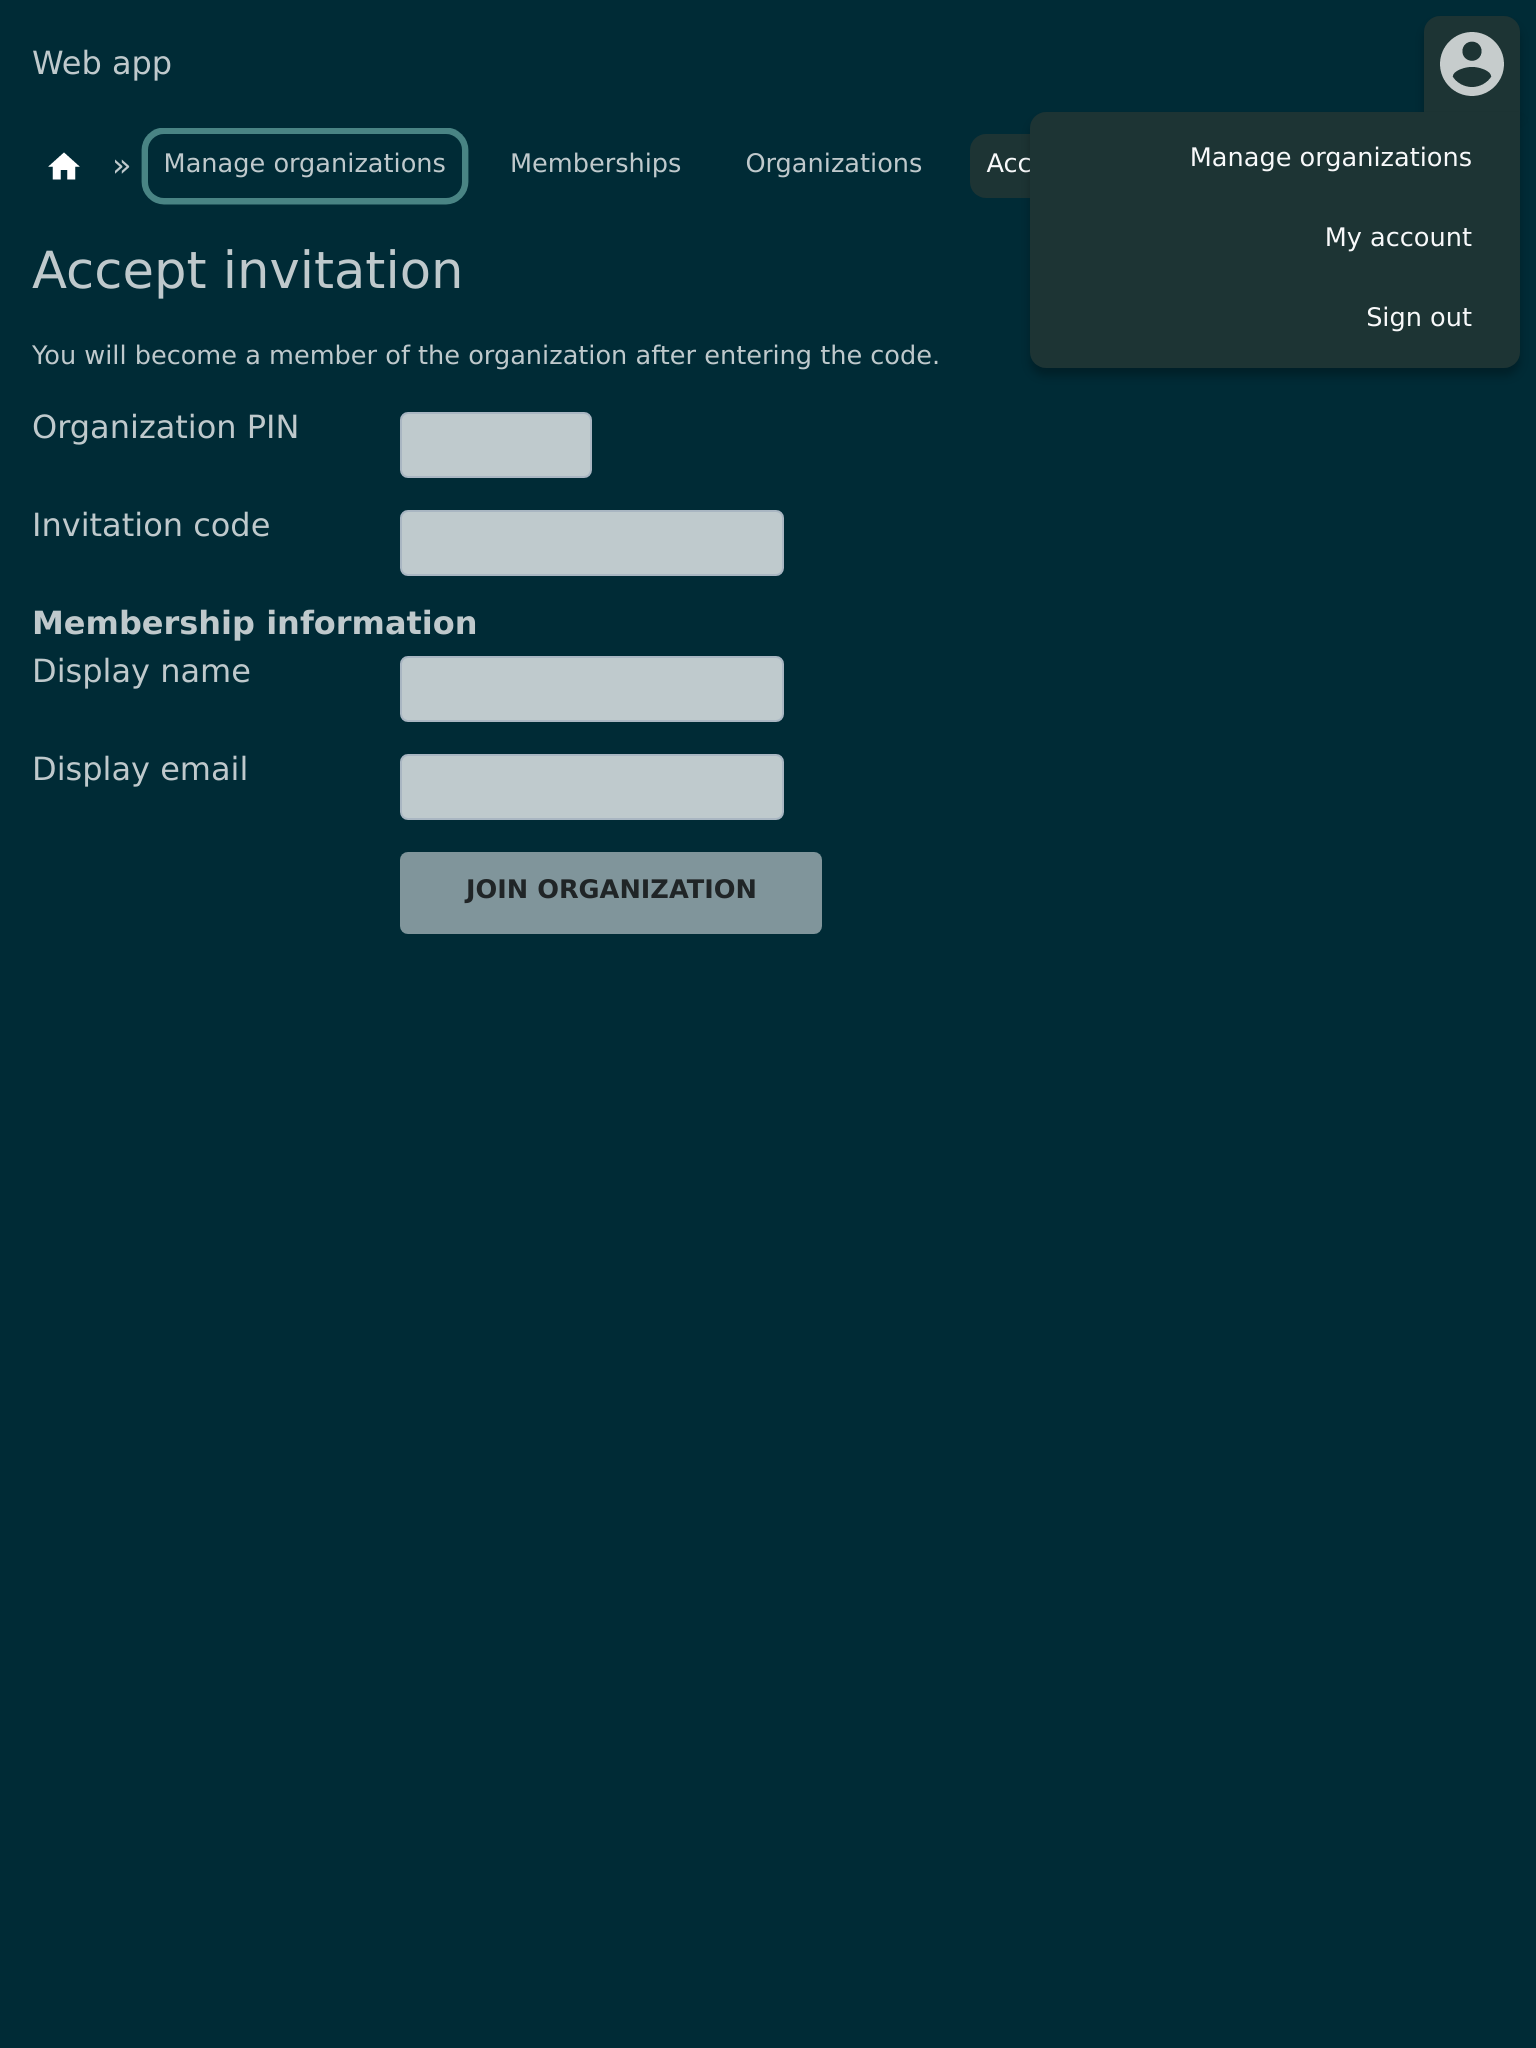 Web app
» Manage organizations Memberships Organizations Acc
Manage organizations
My account
Sign out
Accept invitation
You will become a member of the organization after entering the code.
Organization PIN
Invitation code
Membership information
Display name
Display email
JOIN ORGANIZATION